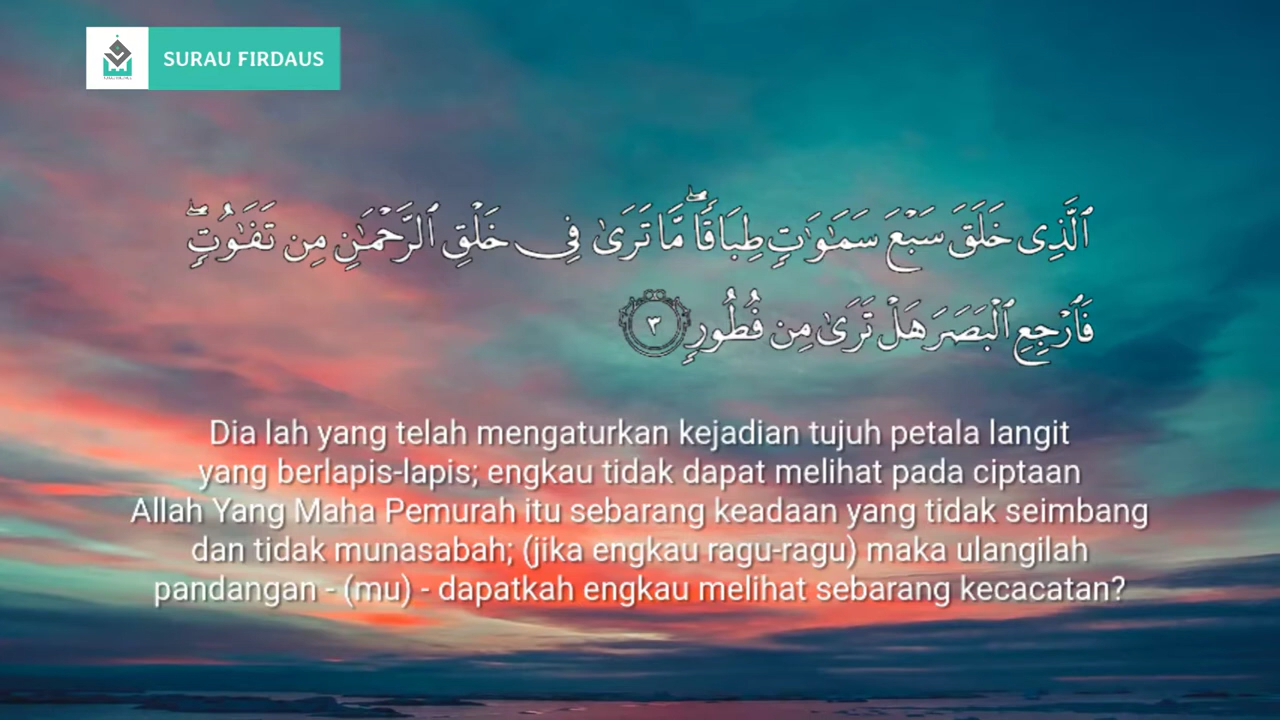 SURAU FIRDAUS
ٱلَّذِى خَلَقَ سَبْعَ سَمَـٰوَٰتٍ طِبَاقًا ۖ مَّا تَرَىٰ فِى خَلْقِ ٱلرَّحْمَـٰنِ مِن تَفَـٰوُتٍ ۖ
فَٱرْجِعِ ٱلْبَصَرَ هَلْ تَرَىٰ مِن فُطُورٍ ٣
Dia lah yang telah mengaturkan kejadian tujuh petala langit
yang berlapis-lapis; engkau tidak dapat melihat pada ciptaan
Allah Yang Maha Pemurah itu sebarang keadaan yang tidak seimbang
dan tidak munasabah; (jika engkau ragu-ragu) maka ulangilah
pandangan - (mu) - dapatkah engkau melihat sebarang kecacatan?